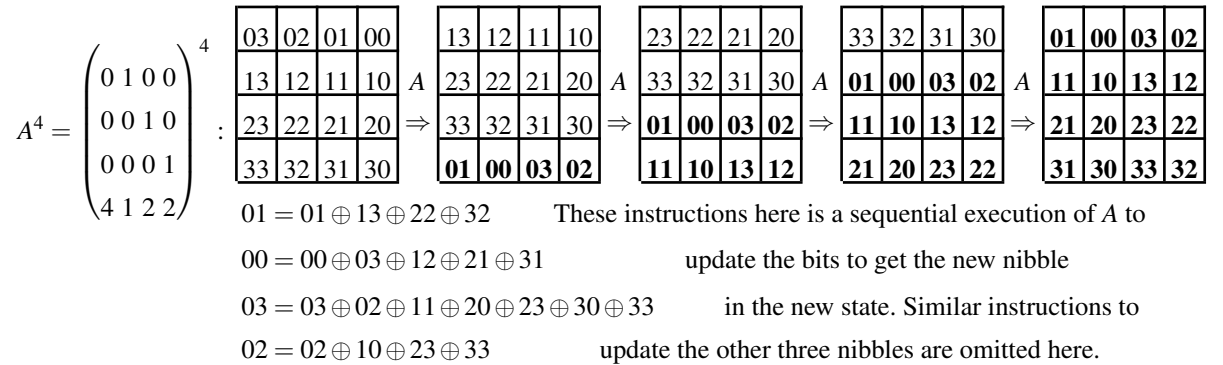 A⁴ = ( 0 1 0 0 / 0 0 1 0 / 0 0 0 1 / 4 1 2 2 )⁴ :
03 02 01 00   13 12 11 10   23 22 21 20   33 32 31 30   01 00 03 02
13 12 11 10 A 23 22 21 20 A 33 32 31 30 A 01 00 03 02 A 11 10 13 12
23 22 21 20 ⇒ 33 32 31 30 ⇒ 01 00 03 02 ⇒ 11 10 13 12 ⇒ 21 20 23 22
33 32 31 30   01 00 03 02   11 10 13 12   21 20 23 22   31 30 33 32
01 = 01 ⊕ 13 ⊕ 22 ⊕ 32 These instructions here is a sequential execution of A to
00 = 00 ⊕ 03 ⊕ 12 ⊕ 21 ⊕ 31 update the bits to get the new nibble
03 = 03 ⊕ 02 ⊕ 11 ⊕ 20 ⊕ 23 ⊕ 30 ⊕ 33 in the new state. Similar instructions to
02 = 02 ⊕ 10 ⊕ 23 ⊕ 33 update the other three nibbles are omitted here.